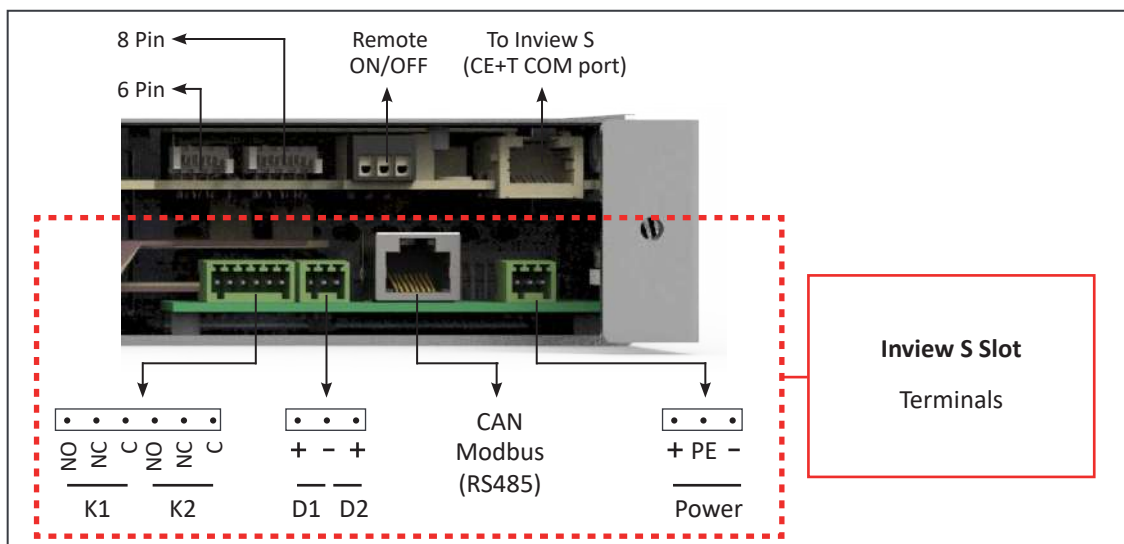 8 Pin
6 Pin
Remote
ON/OFF
To Inview S
(CE+T COM port)
Inview S Slot
Terminals
NO NC C NO NC C
K1 K2
+ − +
D1 D2
CAN
Modbus
(RS485)
+ PE −
Power